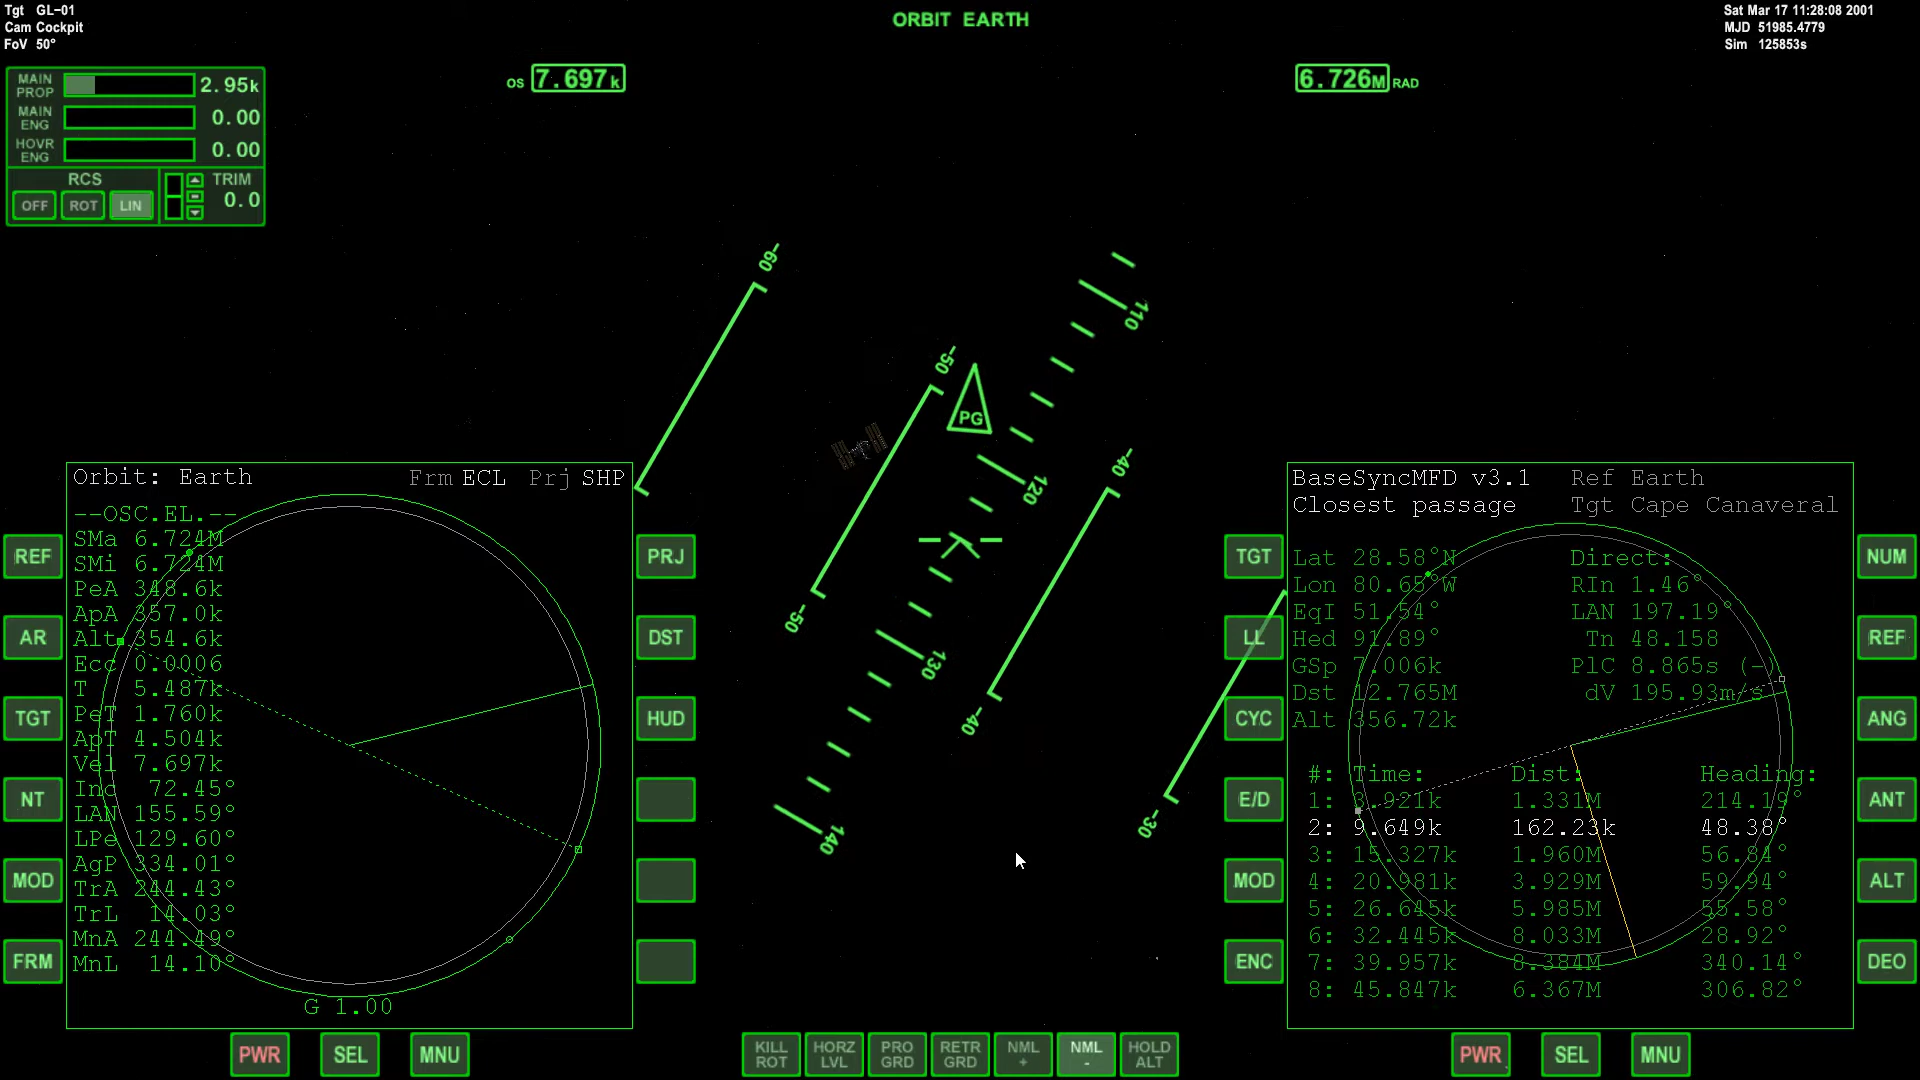 Tgt GL-01
Cam Cockpit
FoV 50°
ORBIT EARTH
Sat Mar 17 11:28:08 2001
MJD 51985.4779
Sim 125853s
MAIN PROP 2.95k
MAIN ENG 0.00
HOVR ENG 0.00
RCS
TRIM
OFF ROT LIN 0.0
OS 7.697k
6.726M RAD
-60
-50
-50
-40
-40
-30
PG
110
120
130
140
Orbit: Earth Frm ECL Prj SHP
--OSC.EL.--
SMa 6.724M
SMi 6.724M
PeA 348.6k
ApA 357.0k
Alt 354.6k
Ecc 0.0006
T 5.487k
PeT 1.760k
ApT 4.504k
Vel 7.697k
Inc 72.45°
LAN 155.59°
LPe 129.60°
AgP 334.01°
TrA 244.43°
TrL 14.03°
MnA 244.49°
MnL 14.10°
G 1.00
REF
AR
TGT
NT
MOD
FRM
PRJ
DST
HUD
PWR SEL MNU
KILL ROT
HORZ LVL
PRO GRD
RETR GRD
NML +
NML -
HOLD ALT
BaseSyncMFD v3.1 Ref Earth
Closest passage Tgt Cape Canaveral
Lat 28.58°N Direct:
Lon 80.65°W RIn 1.46°
EqI 51.54° LAN 197.19°
Hed 91.89° Tn 48.158
GSp 7.006k PlC 8.865s (-)
Dst 12.765M dV 195.93m/s
Alt 356.72k
#: Time: Dist: Heading:
1: 3.921k 1.331M 214.19°
2: 9.649k 162.23k 48.38°
3: 15.327k 1.960M 56.84°
4: 20.981k 3.929M 59.94°
5: 26.645k 5.985M 55.58°
6: 32.445k 8.033M 28.92°
7: 39.957k 8.384M 340.14°
8: 45.847k 6.367M 306.82°
TGT
LL
CYC
E/D
MOD
ENC
NUM
REF
ANG
ANT
ALT
DEO
PWR SEL MNU